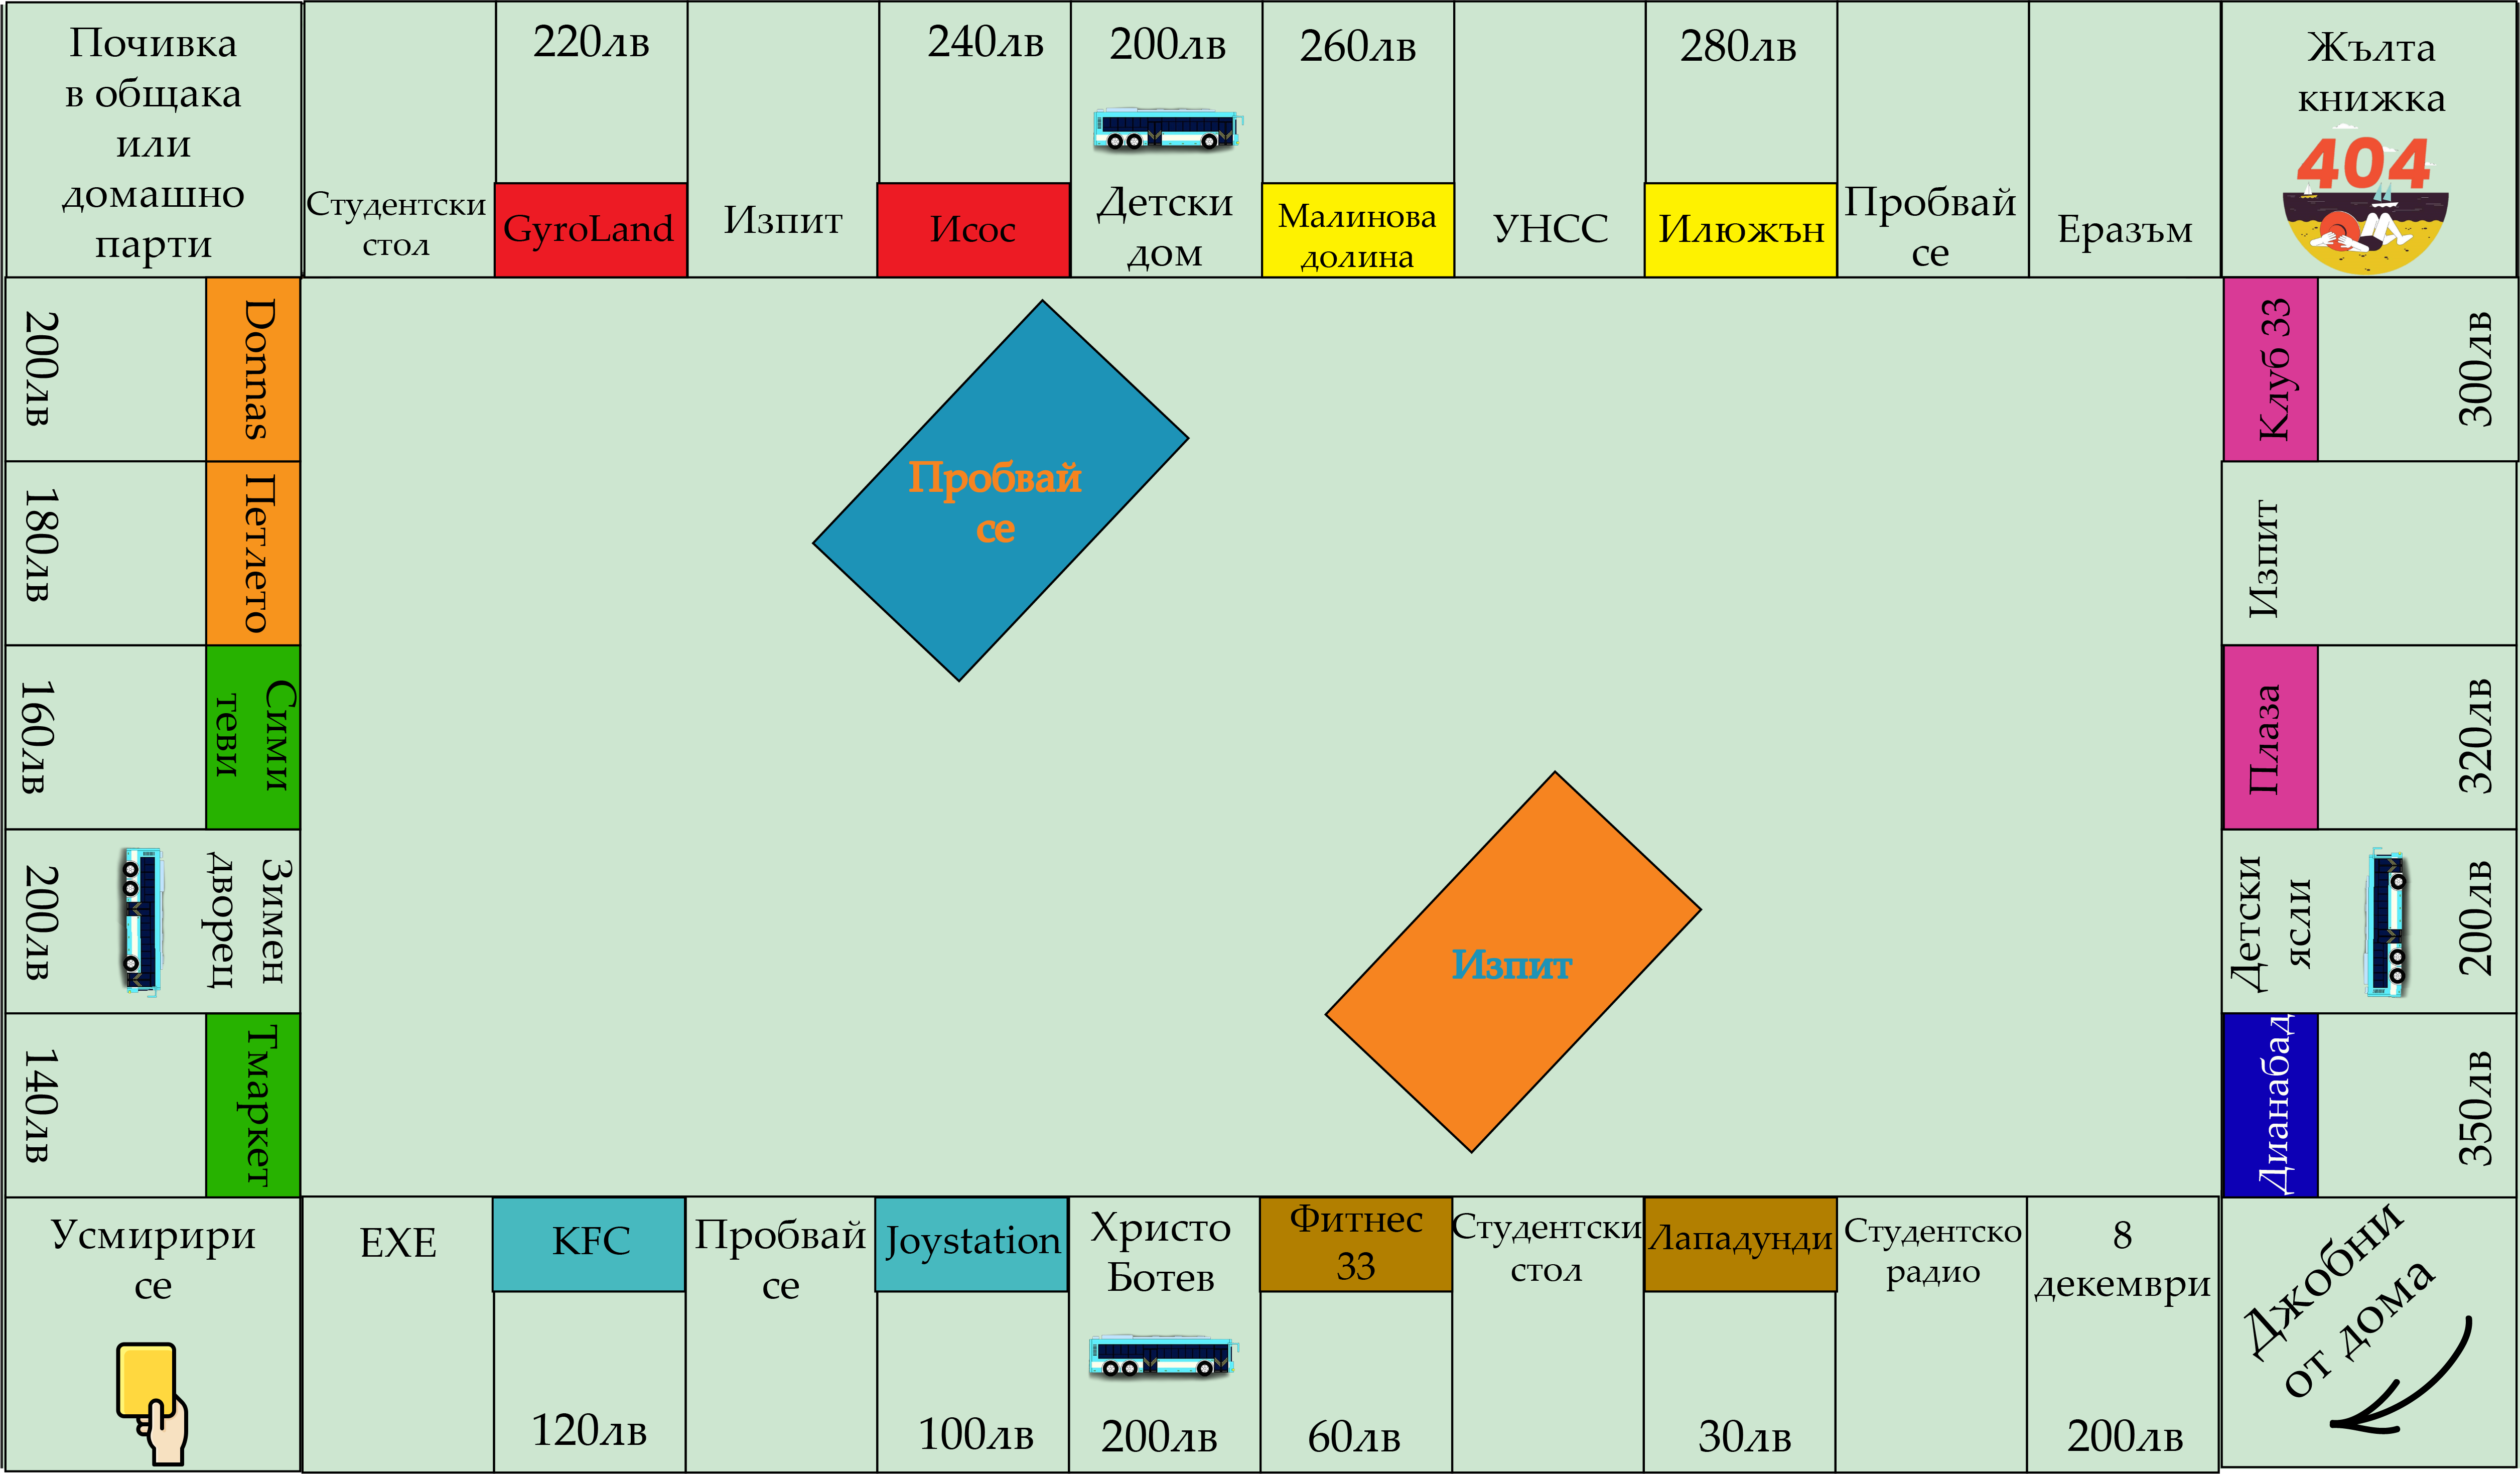 Почивка
в общака
или
домашно
парти
Студентски
стол
220лв
GyroLand
Изпит
240лв
Исос
200лв
Детски
дом
260лв
Малинова
долина
УНСС
280лв
Илюжън
Пробвай
се
Еразъм
Жълта
книжка
404
Donnas
200лв
Петлето
180лв
Сими
теви
160лв
Зимен
дворец
200лв
Тмаркет
140лв
Пробвай
се
Изпит
Клуб 33
300лв
Изпит
Плаза
320лв
Детски
ясли
200лв
Дианабад
350лв
Усмирири
се
EXE
KFC
120лв
Пробвай
се
Joystation
100лв
Христо
Ботев
200лв
Фитнес
33
60лв
Студентски
стол
Лападунди
30лв
Студентско
радио
8
декември
200лв
Джобни
от дома